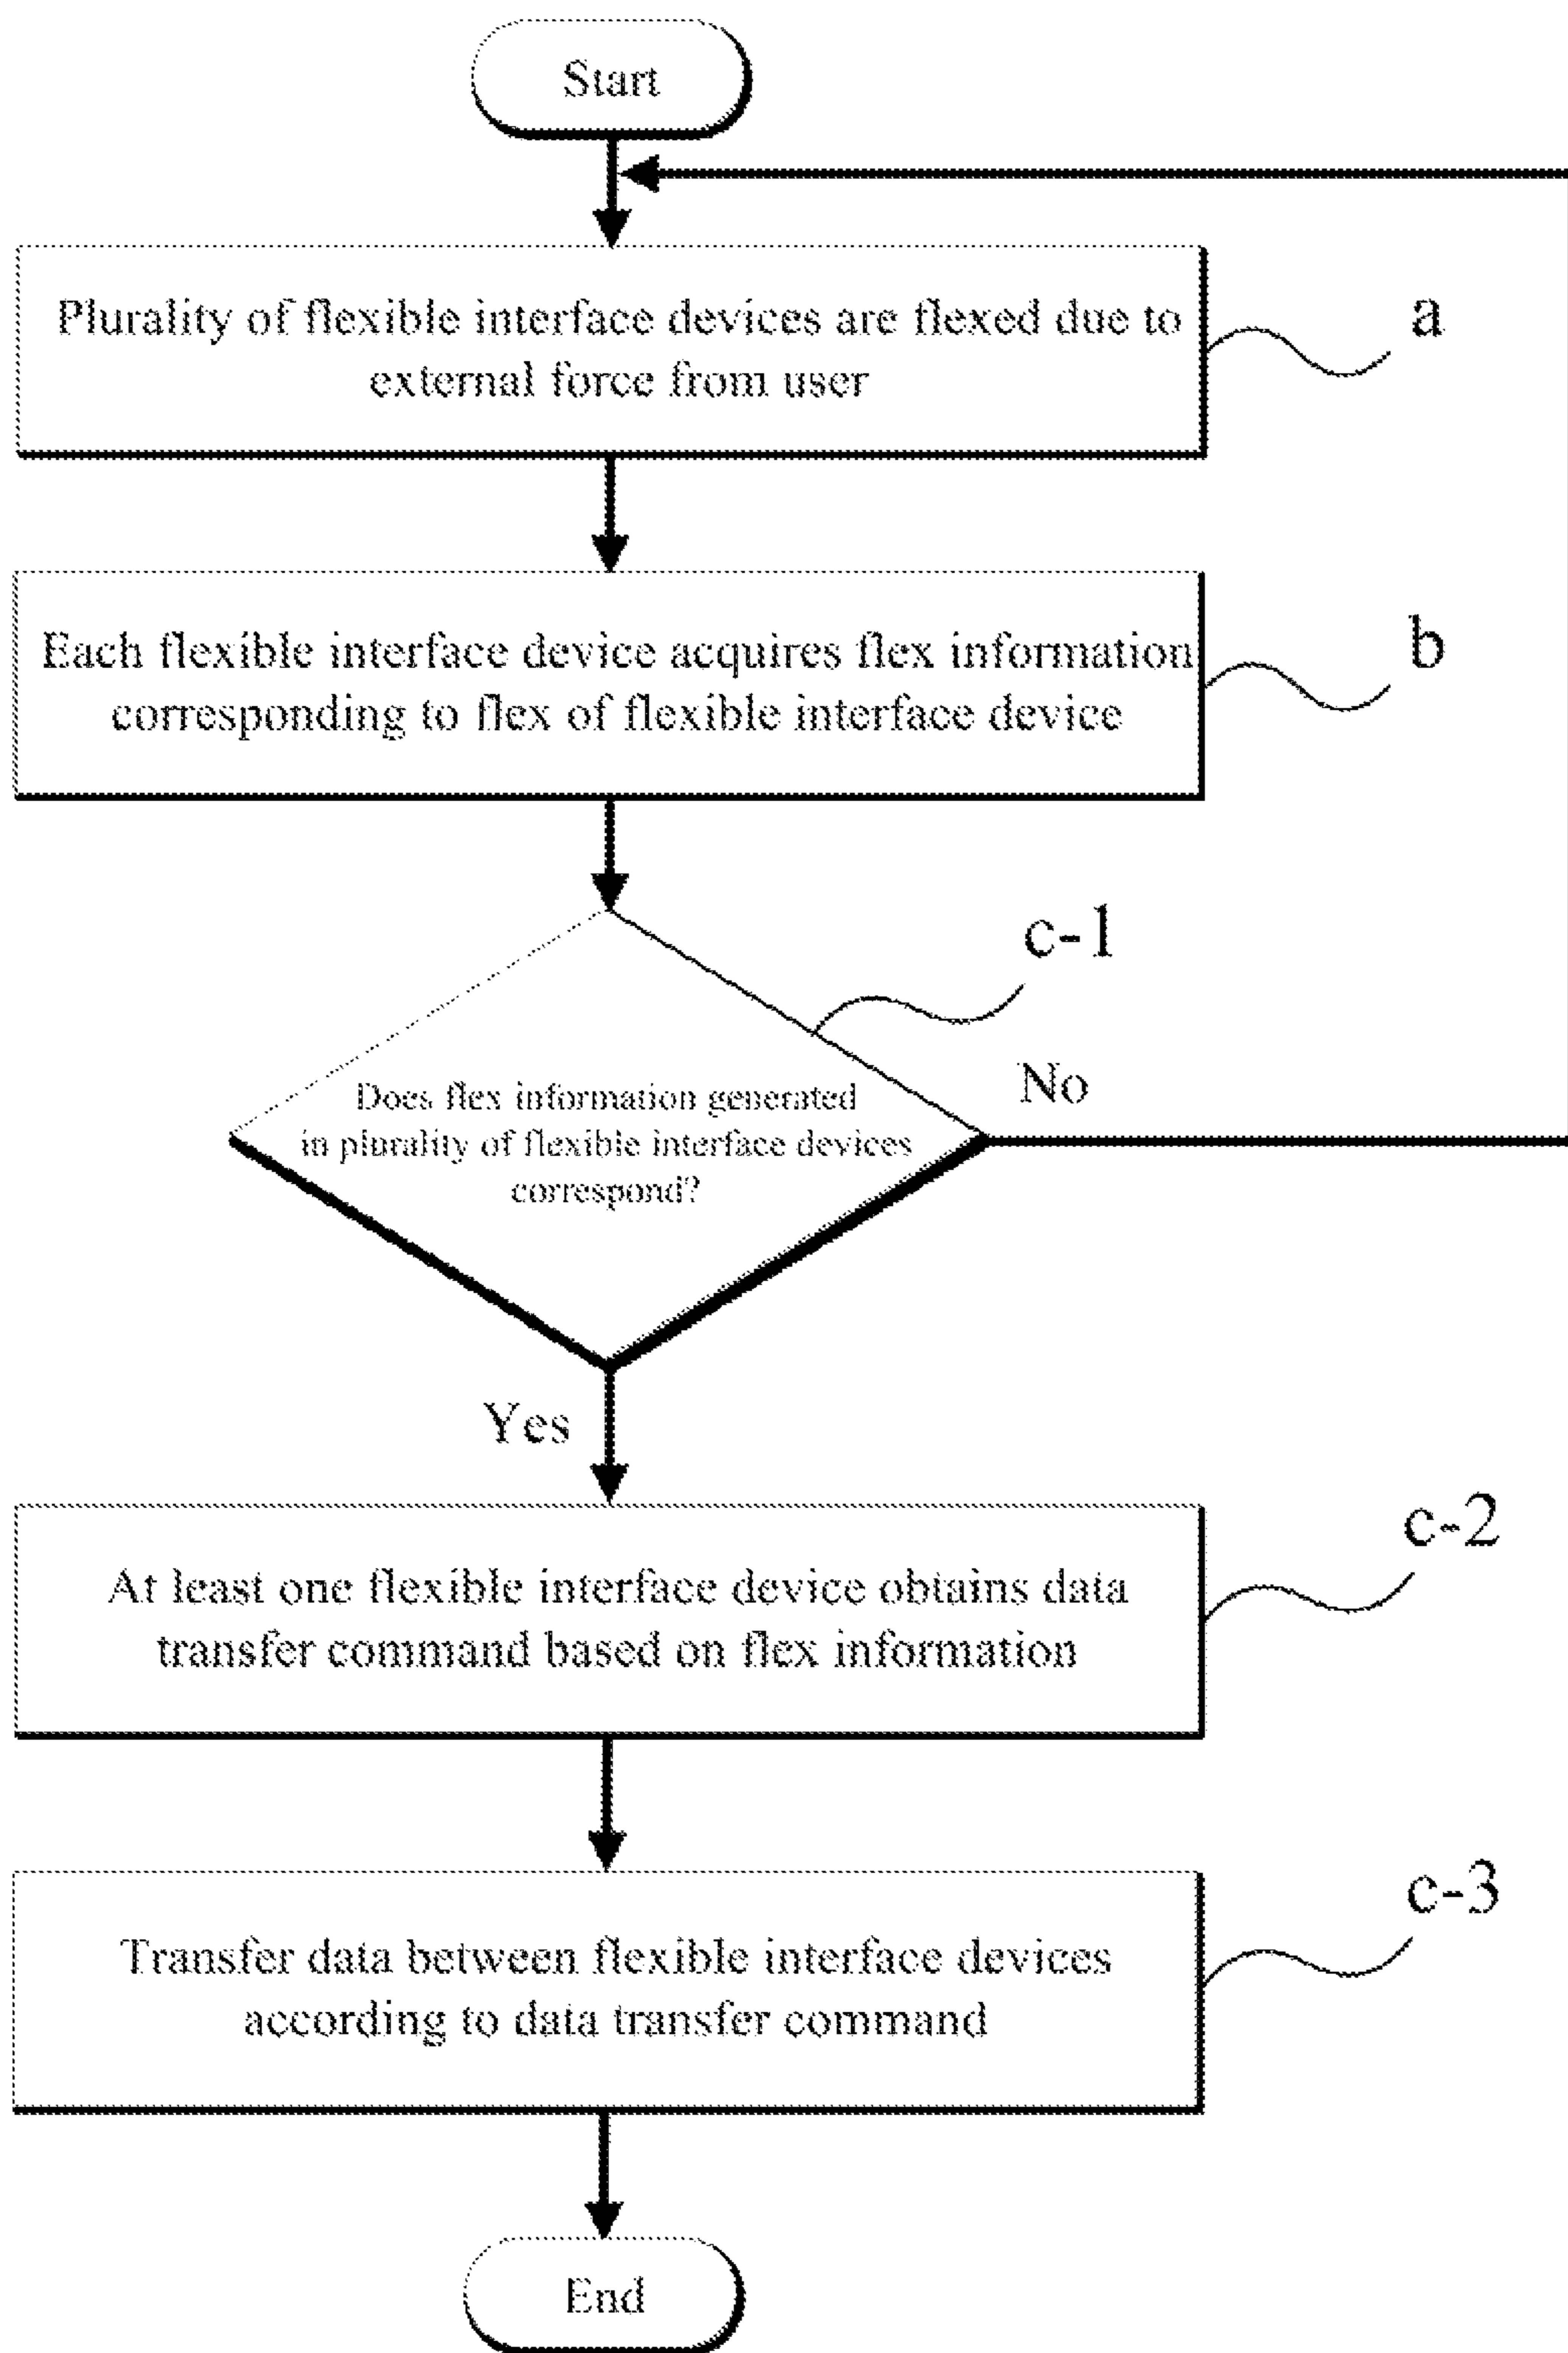 Start
Plurality of flexible interface devices are flexed due to
external force from user
a
Each flexible interface device acquires flex information
corresponding to flex of flexible interface device
b
c-1
Does flex information generated
in plurality of flexible interface devices
correspond?
No
Yes
At least one flexible interface device obtains data
transfer command based on flex information
c-2
Transfer data between flexible interface devices
according to data transfer command
c-3
End